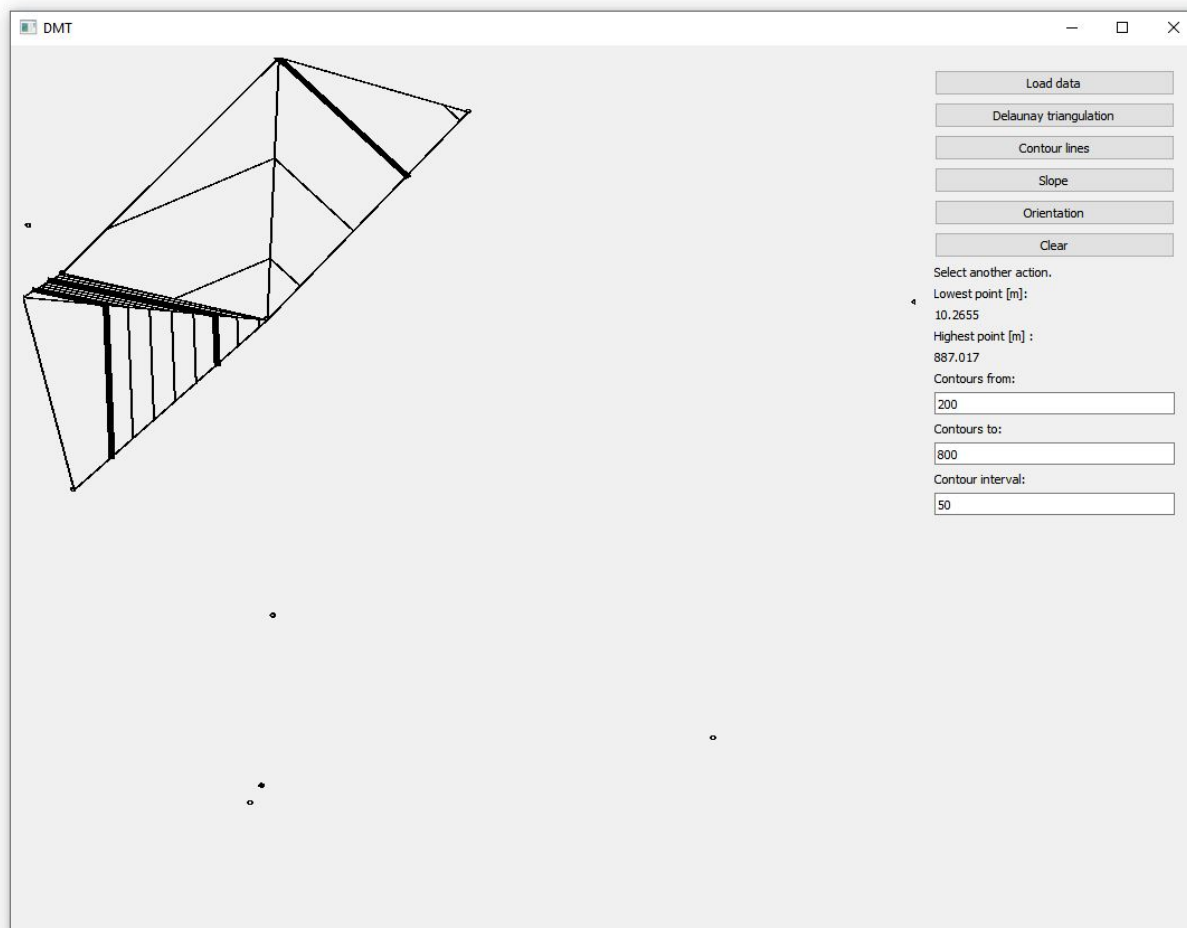 DMT
Load data
Delaunay triangulation
Contour lines
Slope
Orientation
Clear
Select another action.
Lowest point [m]:
10.2655
Highest point [m] :
887.017
Contours from:
200
Contours to:
800
Contour interval:
50